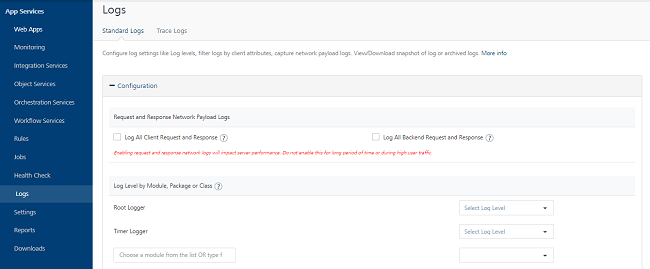 App Services
Web Apps
Monitoring
Integration Services
Object Services
Orchestration Services
Workflow Services
Rules
Jobs
Health Check
Logs
Settings
Reports
Downloads
Logs
Standard Logs Trace Logs
Configure log settings like Log levels, filter logs by client attributes, capture network payload logs. View/Download snapshot of log or archived logs. More info
Configuration
Request and Response Network Payload Logs
Log All Client Request and Response ? Log All Backend Request and Response ?
Enabling request and response network logs will impact server performance. Do not enable this for long period of time or during high user traffic.
Log Level by Module, Package or Class ?
Root Logger Select Log Level
Timer Logger Select Log Level
Choose a module from the list OR type f